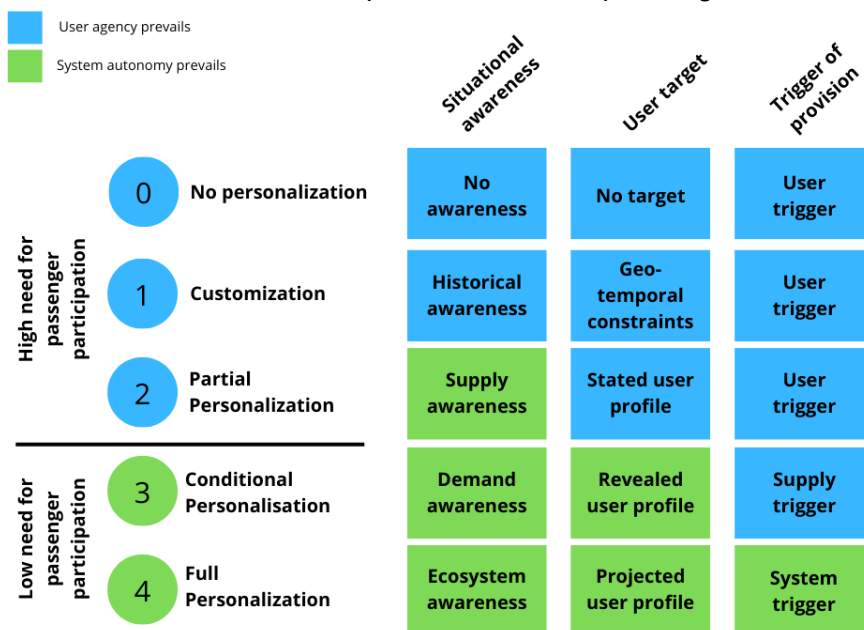 User agency prevails
System autonomy prevails
Situational
awareness
User target
Trigger of
provision
High need for
passenger
participation
0
No personalization
No
awareness
No target
User
trigger
1
Customization
Historical
awareness
Geo-
temporal
constraints
User
trigger
2
Partial
Personalization
Supply
awareness
Stated user
profile
User
trigger
Low need for
passenger
participation
3
Conditional
Personalisation
Demand
awareness
Revealed
user profile
Supply
trigger
4
Full
Personalization
Ecosystem
awareness
Projected
user profile
System
trigger